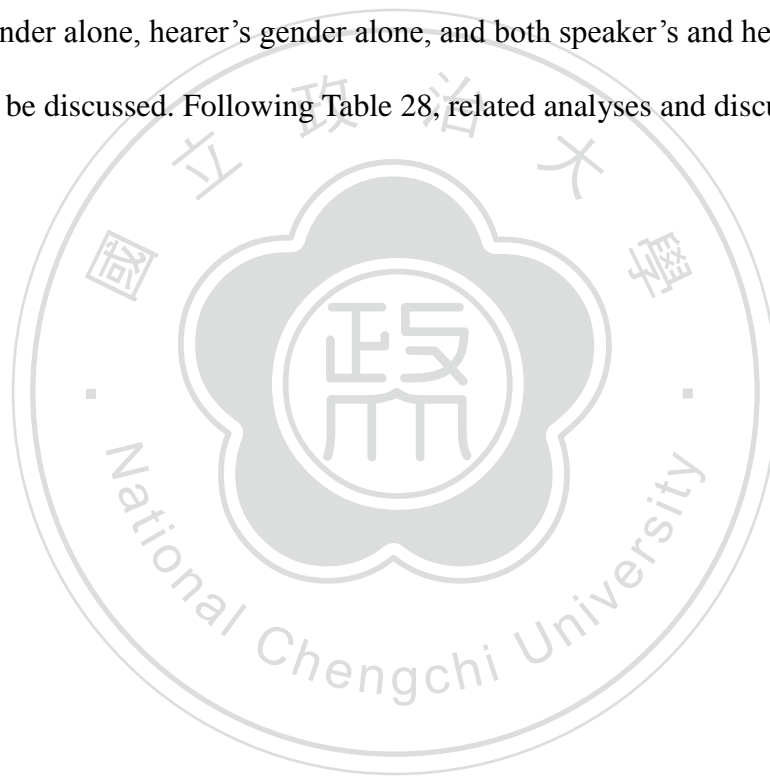 nder alone, hearer’s gender alone, and both speaker’s and he
be discussed. Following Table 28, related analyses and discu
國立政治大學
政
National Chengchi University